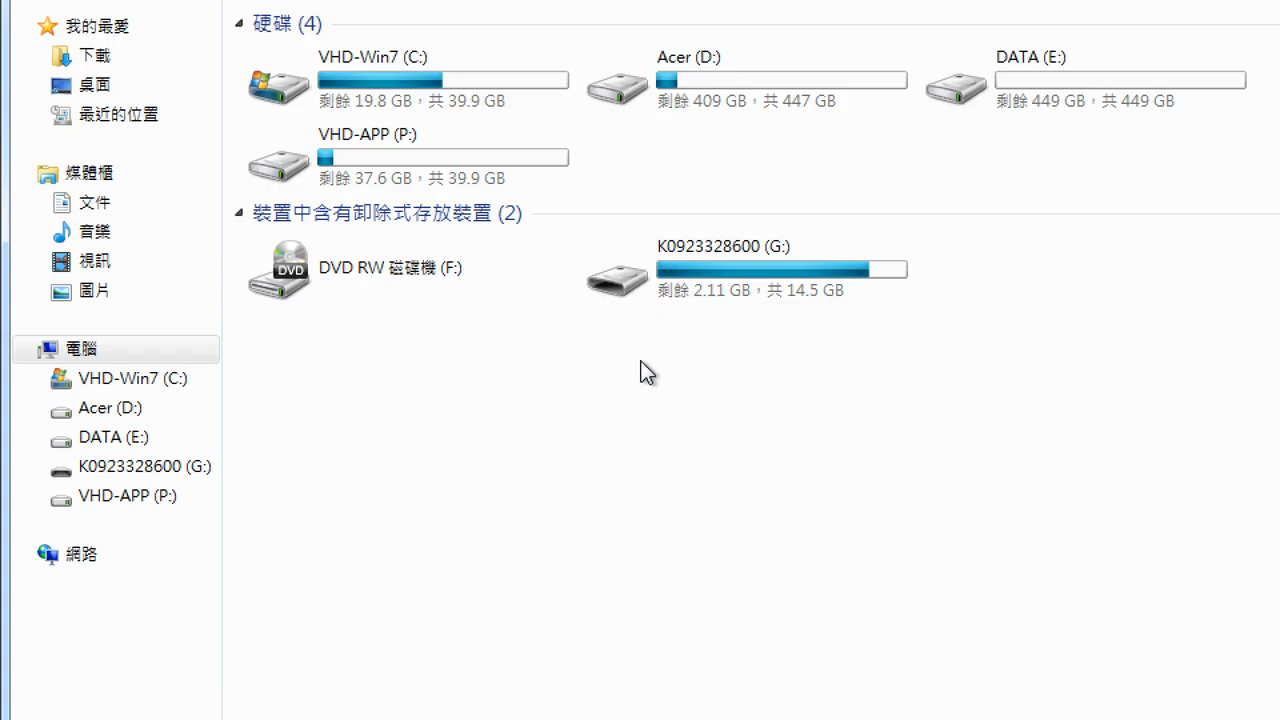 我的最愛
下載
桌面
最近的位置
媒體櫃
文件
音樂
視訊
圖片
電腦
VHD-Win7 (C:)
Acer (D:)
DATA (E:)
K0923328600 (G:)
VHD-APP (P:)
網路
硬碟 (4)
VHD-Win7 (C:)
剩餘 19.8 GB，共 39.9 GB
Acer (D:)
剩餘 409 GB，共 447 GB
DATA (E:)
剩餘 449 GB，共 449 GB
VHD-APP (P:)
剩餘 37.6 GB，共 39.9 GB
裝置中含有卸除式存放裝置 (2)
DVD
DVD RW 磁碟機 (F:)
K0923328600 (G:)
剩餘 2.11 GB，共 14.5 GB